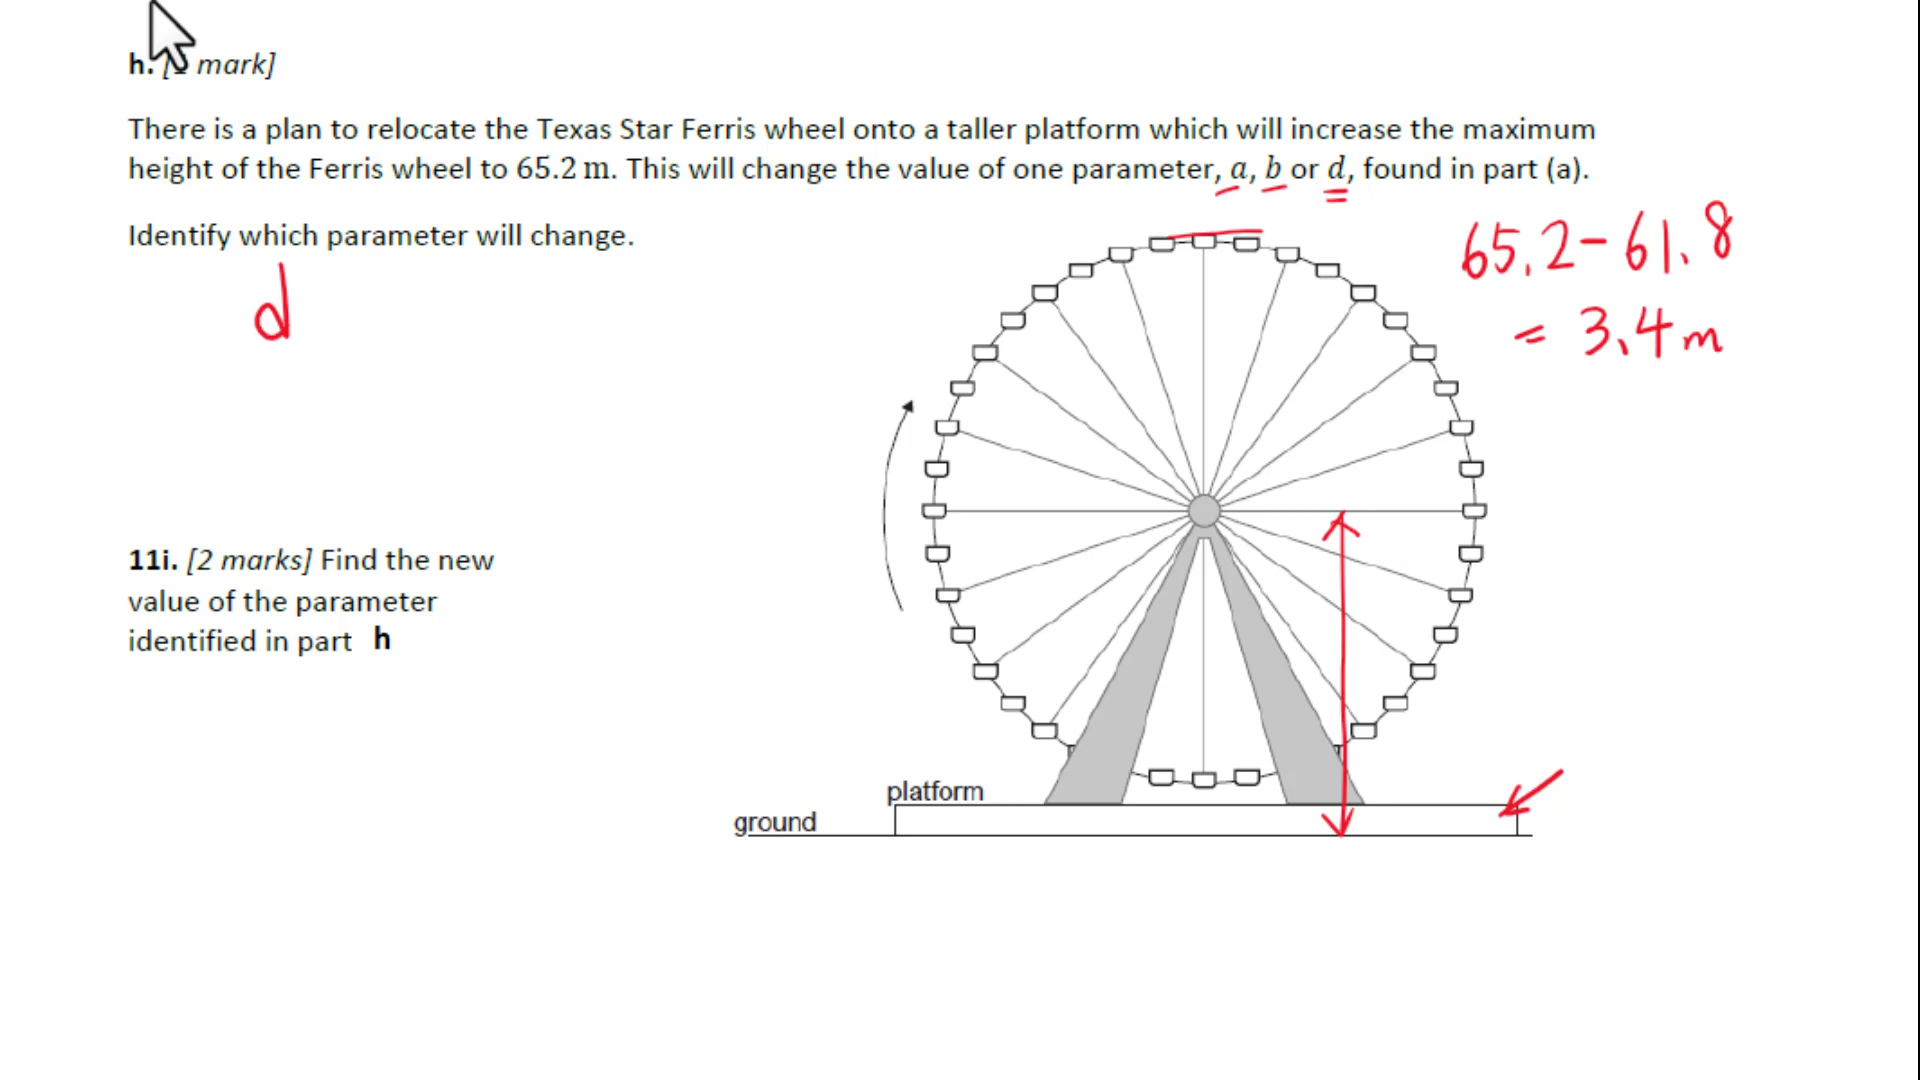 h. [ mark]
There is a plan to relocate the Texas Star Ferris wheel onto a taller platform which will increase the maximum
height of the Ferris wheel to 65.2 m. This will change the value of one parameter, a, b or d, found in part (a).
Identify which parameter will change.
d
65.2-61.8
= 3.4m
11i. [2 marks] Find the new
value of the parameter
identified in part h
platform
ground